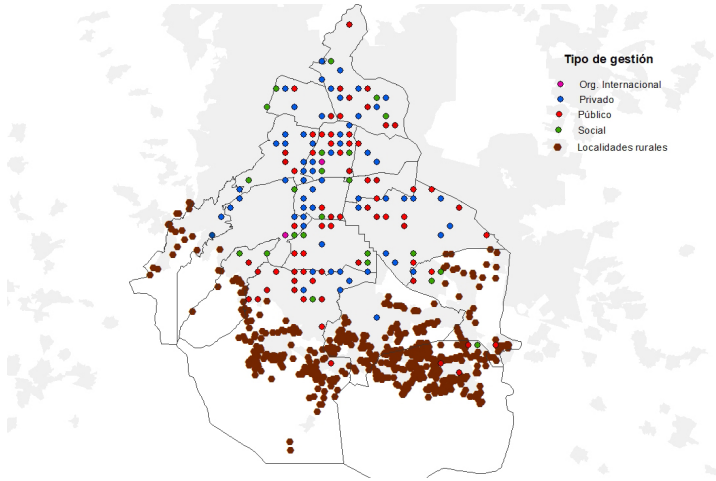 Tipo de gestión
Org. Internacional
Privado
Público
Social
Localidades rurales